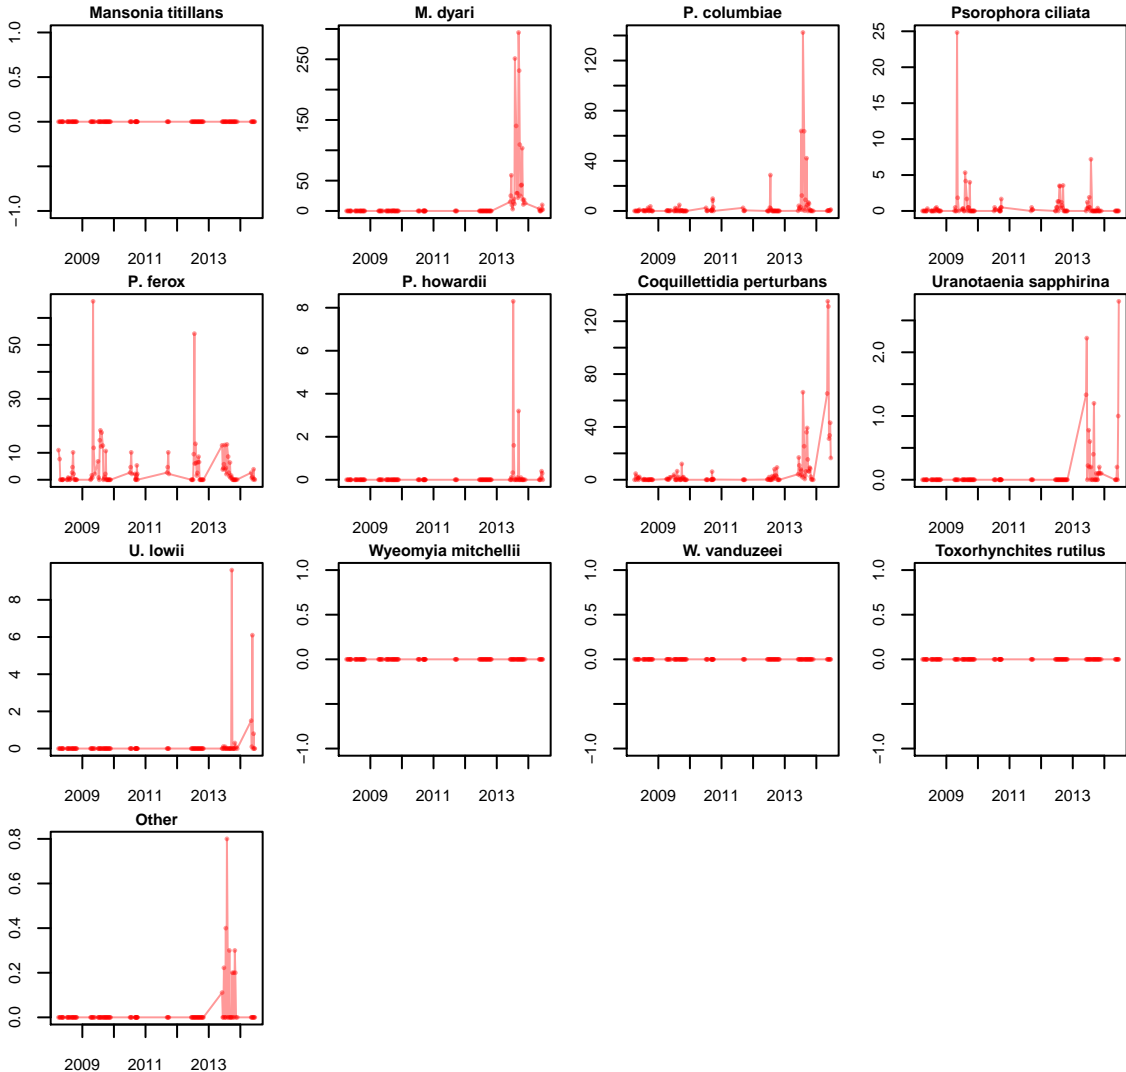 Mansonia titillans
M. dyari
P. columbiae
Psorophora ciliata
−1.0 0.0 0.5 1.0
0 50 150 250
0 40 80 120
0 5 10 15 20 25
2009 2011 2013
2009 2011 2013
2009 2011 2013
2009 2011 2013
P. ferox
P. howardii
Coquillettidia perturbans
Uranotaenia sapphirina
0 10 30 50
0 2 4 6 8
0 20 40 60 80 120
0.0 1.0 2.0
2009 2011 2013
2009 2011 2013
2009 2011 2013
2009 2011 2013
U. lowii
Wyeomyia mitchellii
W. vanduzeei
Toxorhynchites rutilus
0 2 4 6 8
−1.0 0.0 0.5 1.0
−1.0 0.0 0.5 1.0
−1.0 0.0 0.5 1.0
2009 2011 2013
2009 2011 2013
2009 2011 2013
2009 2011 2013
Other
0.0 0.2 0.4 0.6 0.8
2009 2011 2013